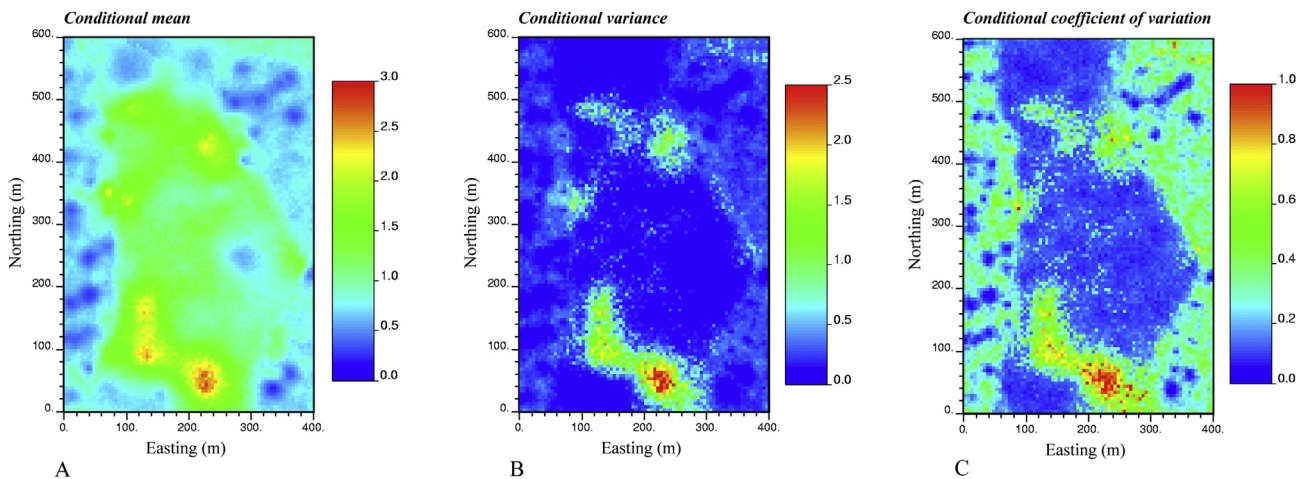 Conditional mean
600.
500.
400.
300.
200.
100.
0.
0. 100. 200. 300. 400.
Northing (m)
Easting (m)
3.0
2.5
2.0
1.5
1.0
0.5
0.0
A
Conditional variance
600.
500.
400.
300.
200.
100.
0.
0. 100. 200. 300. 400.
Northing (m)
Easting (m)
2.5
2.0
1.5
1.0
0.5
0.0
B
Conditional coefficient of variation
600.
500.
400.
300.
200.
100.
0.
0. 100. 200. 300. 400.
Northing (m)
Easting (m)
1.0
0.8
0.6
0.4
0.2
0.0
C